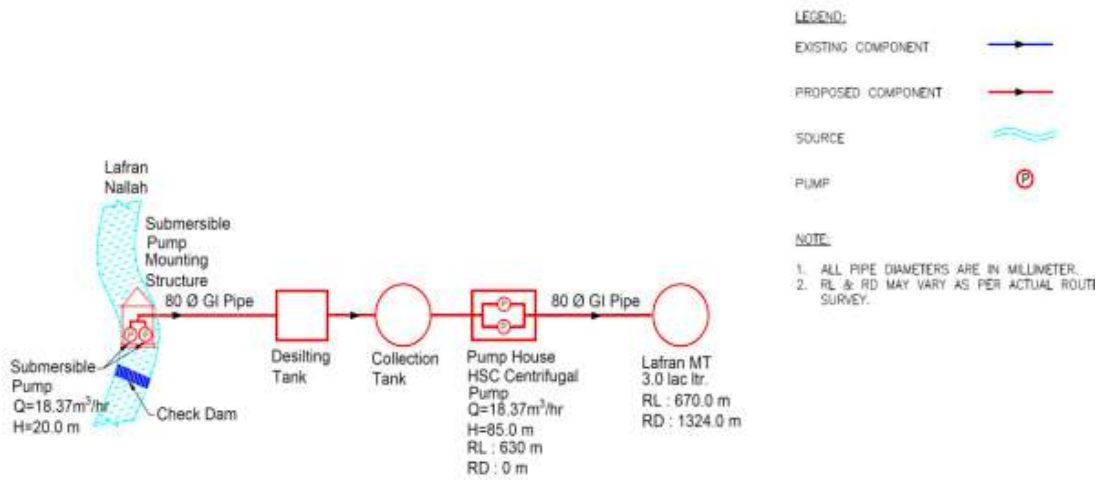 LEGEND:
EXISTING COMPONENT
PROPOSED COMPONENT
SOURCE
PUMP
P
NOTE:
1. ALL PIPE DIAMETERS ARE IN MILLIMETER.
2. RL & RD MAY VARY AS PER ACTUAL ROUTE
SURVEY.
Lafran
Nallah
Submersible
Pump
Mounting
Structure
80 Ø GI Pipe
P P
Submersible
Pump
Q=18.37m³/hr
H=20.0 m
Check Dam
Desilting
Tank
Collection
Tank
P
P
Pump House
HSC Centrifugal
Pump
Q=18.37m³/hr
H=85.0 m
RL : 630 m
RD : 0 m
80 Ø GI Pipe
Lafran MT
3.0 lac ltr.
RL : 670.0 m
RD : 1324.0 m